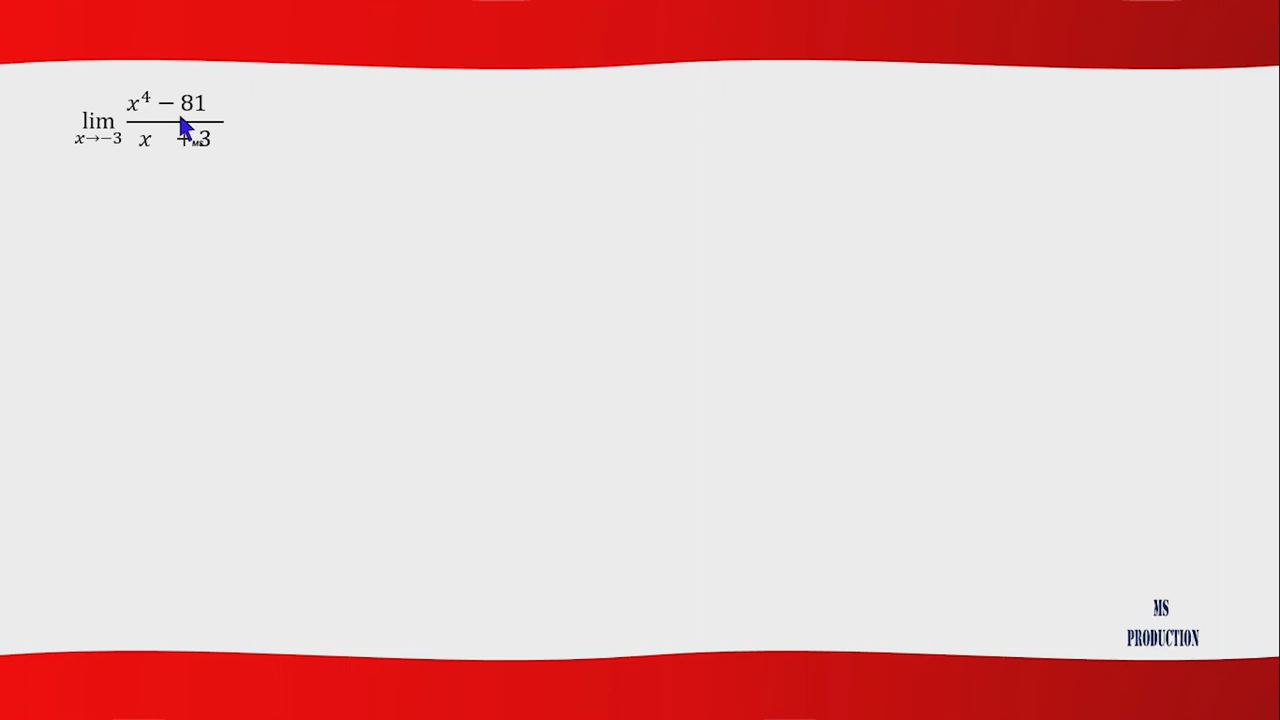 lim x→−3 x⁴ − 81
x + 3
MS
PRODUCTION